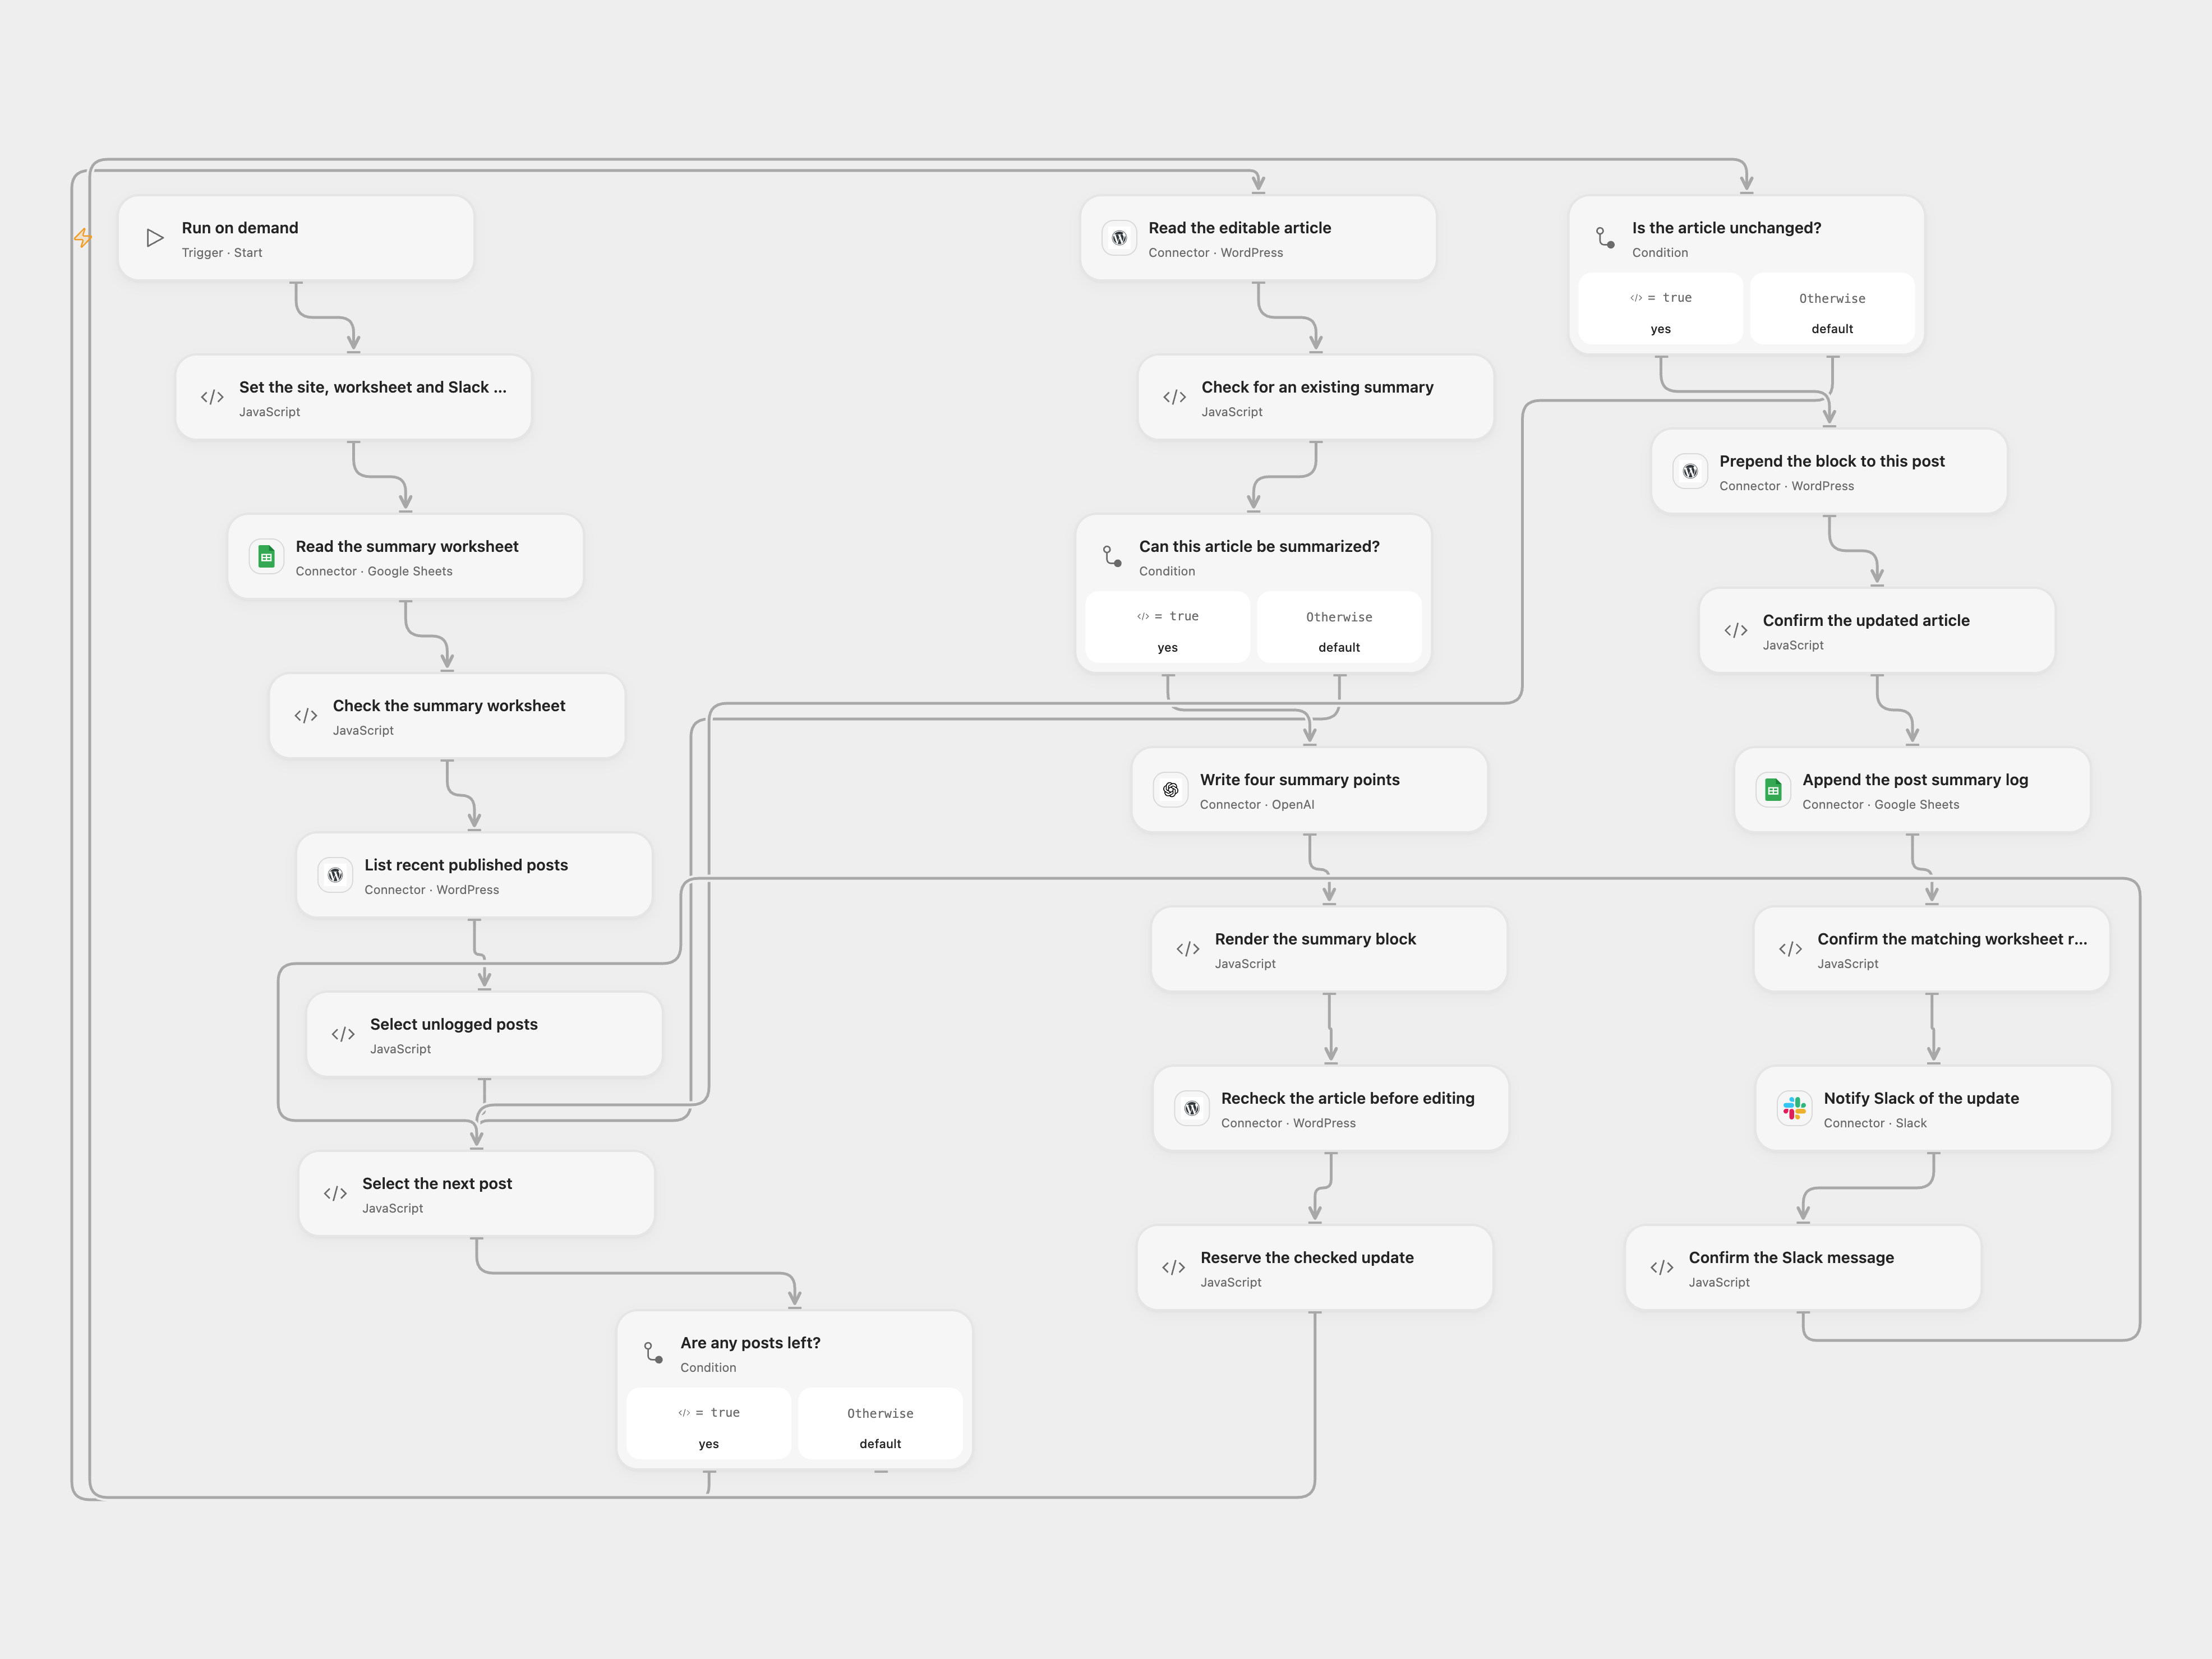 Run on demand
Trigger · Start
Set the site, worksheet and Slack ...
JavaScript
Read the summary worksheet
Connector · Google Sheets
Check the summary worksheet
JavaScript
List recent published posts
Connector · WordPress
Select unlogged posts
JavaScript
Select the next post
JavaScript
Are any posts left?
Condition
</> = true
yes
Otherwise
default
Read the editable article
Connector · WordPress
Check for an existing summary
JavaScript
Can this article be summarized?
Condition
</> = true
yes
Otherwise
default
Write four summary points
Connector · OpenAI
Render the summary block
JavaScript
Recheck the article before editing
Connector · WordPress
Reserve the checked update
JavaScript
Is the article unchanged?
Condition
</> = true
yes
Otherwise
default
Prepend the block to this post
Connector · WordPress
Confirm the updated article
JavaScript
Append the post summary log
Connector · Google Sheets
Confirm the matching worksheet r...
JavaScript
Notify Slack of the update
Connector · Slack
Confirm the Slack message
JavaScript